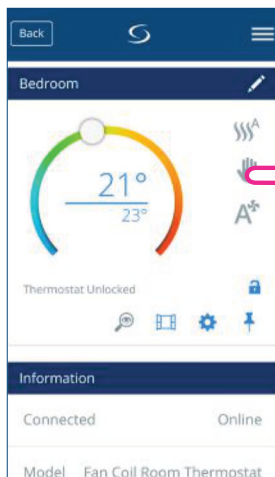 Back
Bedroom
A
21°
23°
A
Thermostat Unlocked
Information
Connected Online
Model Fan Coil Room Thermostat